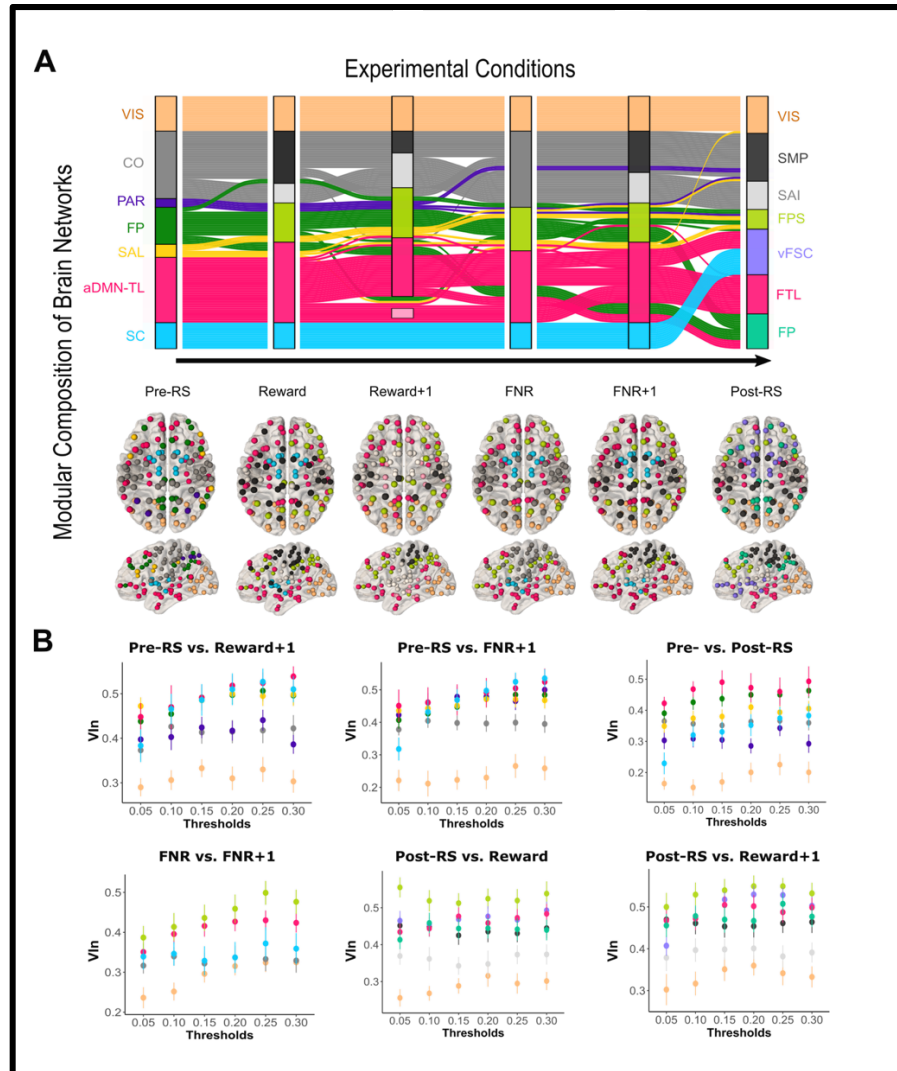 A
Experimental Conditions
Modular Composition of Brain Networks
VIS
CO
PAR
FP
SAL
aDMN-TL
SC
VIS
SMP
SAI
FPS
vFSC
FTL
FP
Pre-RS Reward Reward+1 FNR FNR+1 Post-RS
B
Pre-RS vs. Reward+1
VIn
0.5
0.4
0.3
0.05 0.10 0.15 0.20 0.25 0.30
Thresholds
Pre-RS vs. FNR+1
VIn
0.5
0.4
0.3
0.2
0.05 0.10 0.15 0.20 0.25 0.30
Thresholds
Pre- vs. Post-RS
VIn
0.5
0.4
0.3
0.2
0.05 0.10 0.15 0.20 0.25 0.30
Thresholds
FNR vs. FNR+1
VIn
0.5
0.4
0.3
0.2
0.05 0.10 0.15 0.20 0.25 0.30
Thresholds
Post-RS vs. Reward
VIn
0.5
0.4
0.3
0.05 0.10 0.15 0.20 0.25 0.30
Thresholds
Post-RS vs. Reward+1
VIn
0.5
0.4
0.3
0.05 0.10 0.15 0.20 0.25 0.30
Thresholds